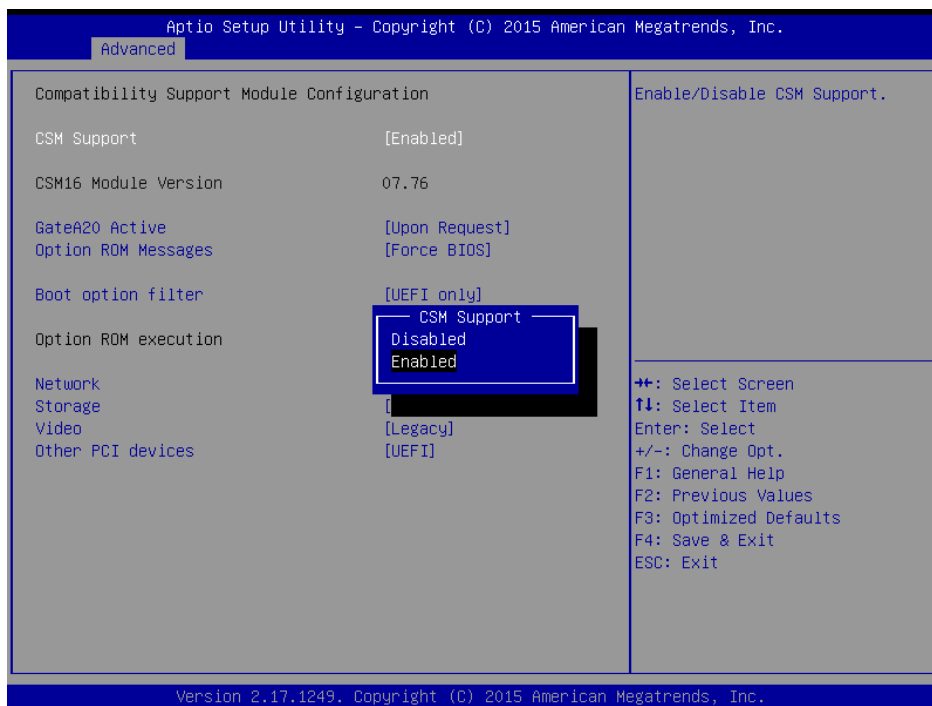 Aptio Setup Utility – Copyright (C) 2015 American Megatrends, Inc.
Advanced
Compatibility Support Module Configuration
Enable/Disable CSM Support.
CSM Support [Enabled]
CSM16 Module Version 07.76
GateA20 Active [Upon Request]
Option ROM Messages [Force BIOS]
Boot option filter [UEFI only]
CSM Support
Disabled
Enabled
Option ROM execution
Network
Storage [
Video [Legacy]
Other PCI devices [UEFI]
→←: Select Screen
↑↓: Select Item
Enter: Select
+/-: Change Opt.
F1: General Help
F2: Previous Values
F3: Optimized Defaults
F4: Save & Exit
ESC: Exit
Version 2.17.1249. Copyright (C) 2015 American Megatrends, Inc.